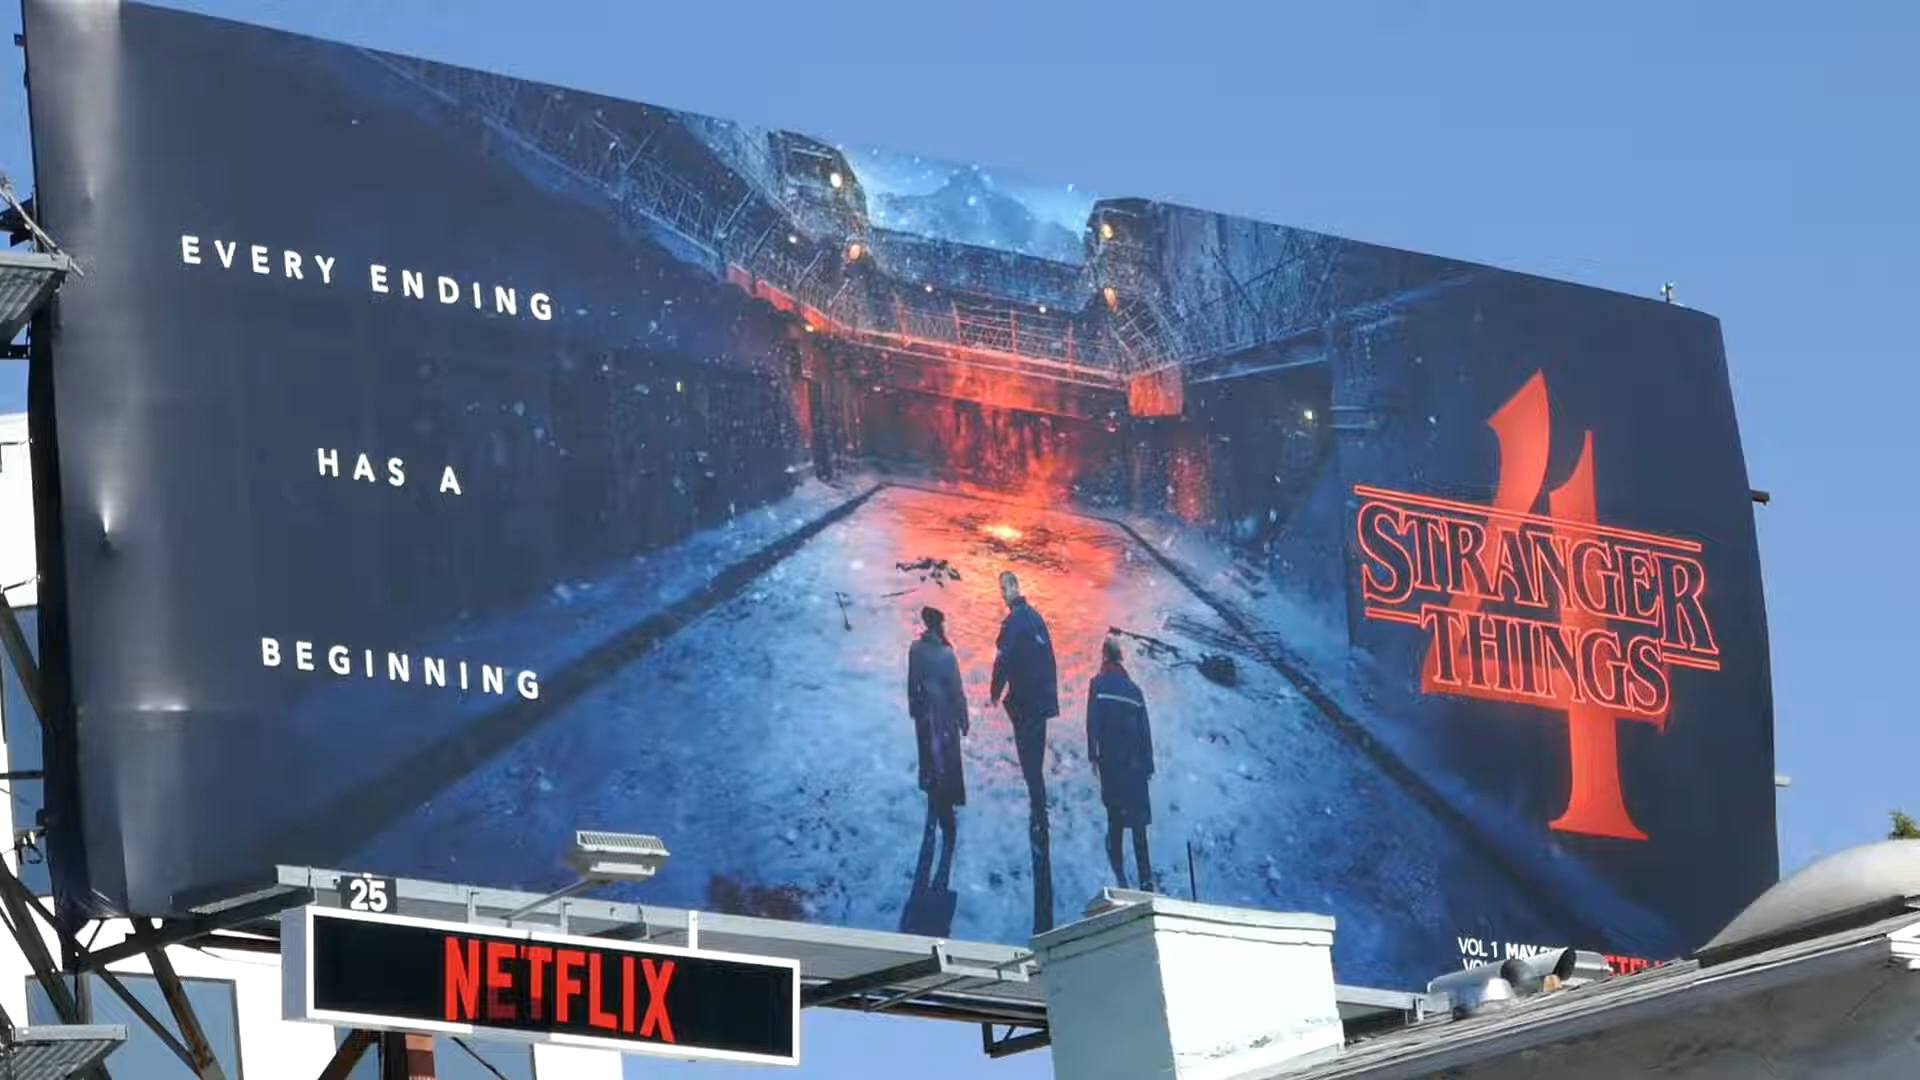 EVERY ENDING
HAS A
BEGINNING
4
STRANGER
THINGS
VOL 1 MAY
25
NETFLIX